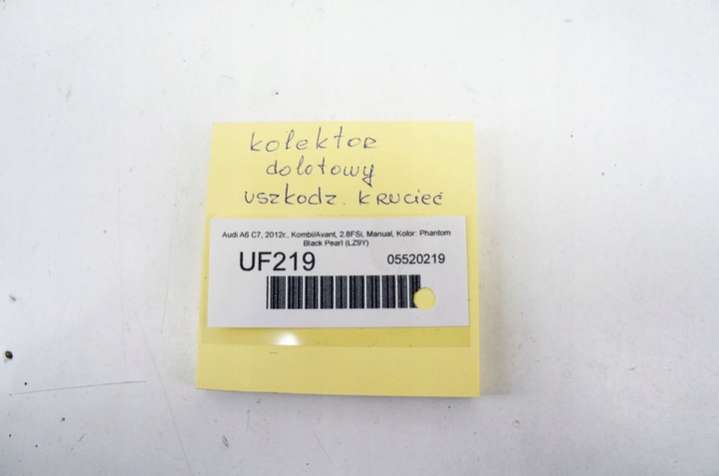 kolektor
dolotowy
uszkodz. kruciec
Audi A6 C7, 2012r., Kombi/Avant, 2.8FSi, Manual, Kolor: Phantom
Black Pearl (LZ9Y)
UF219
05520219